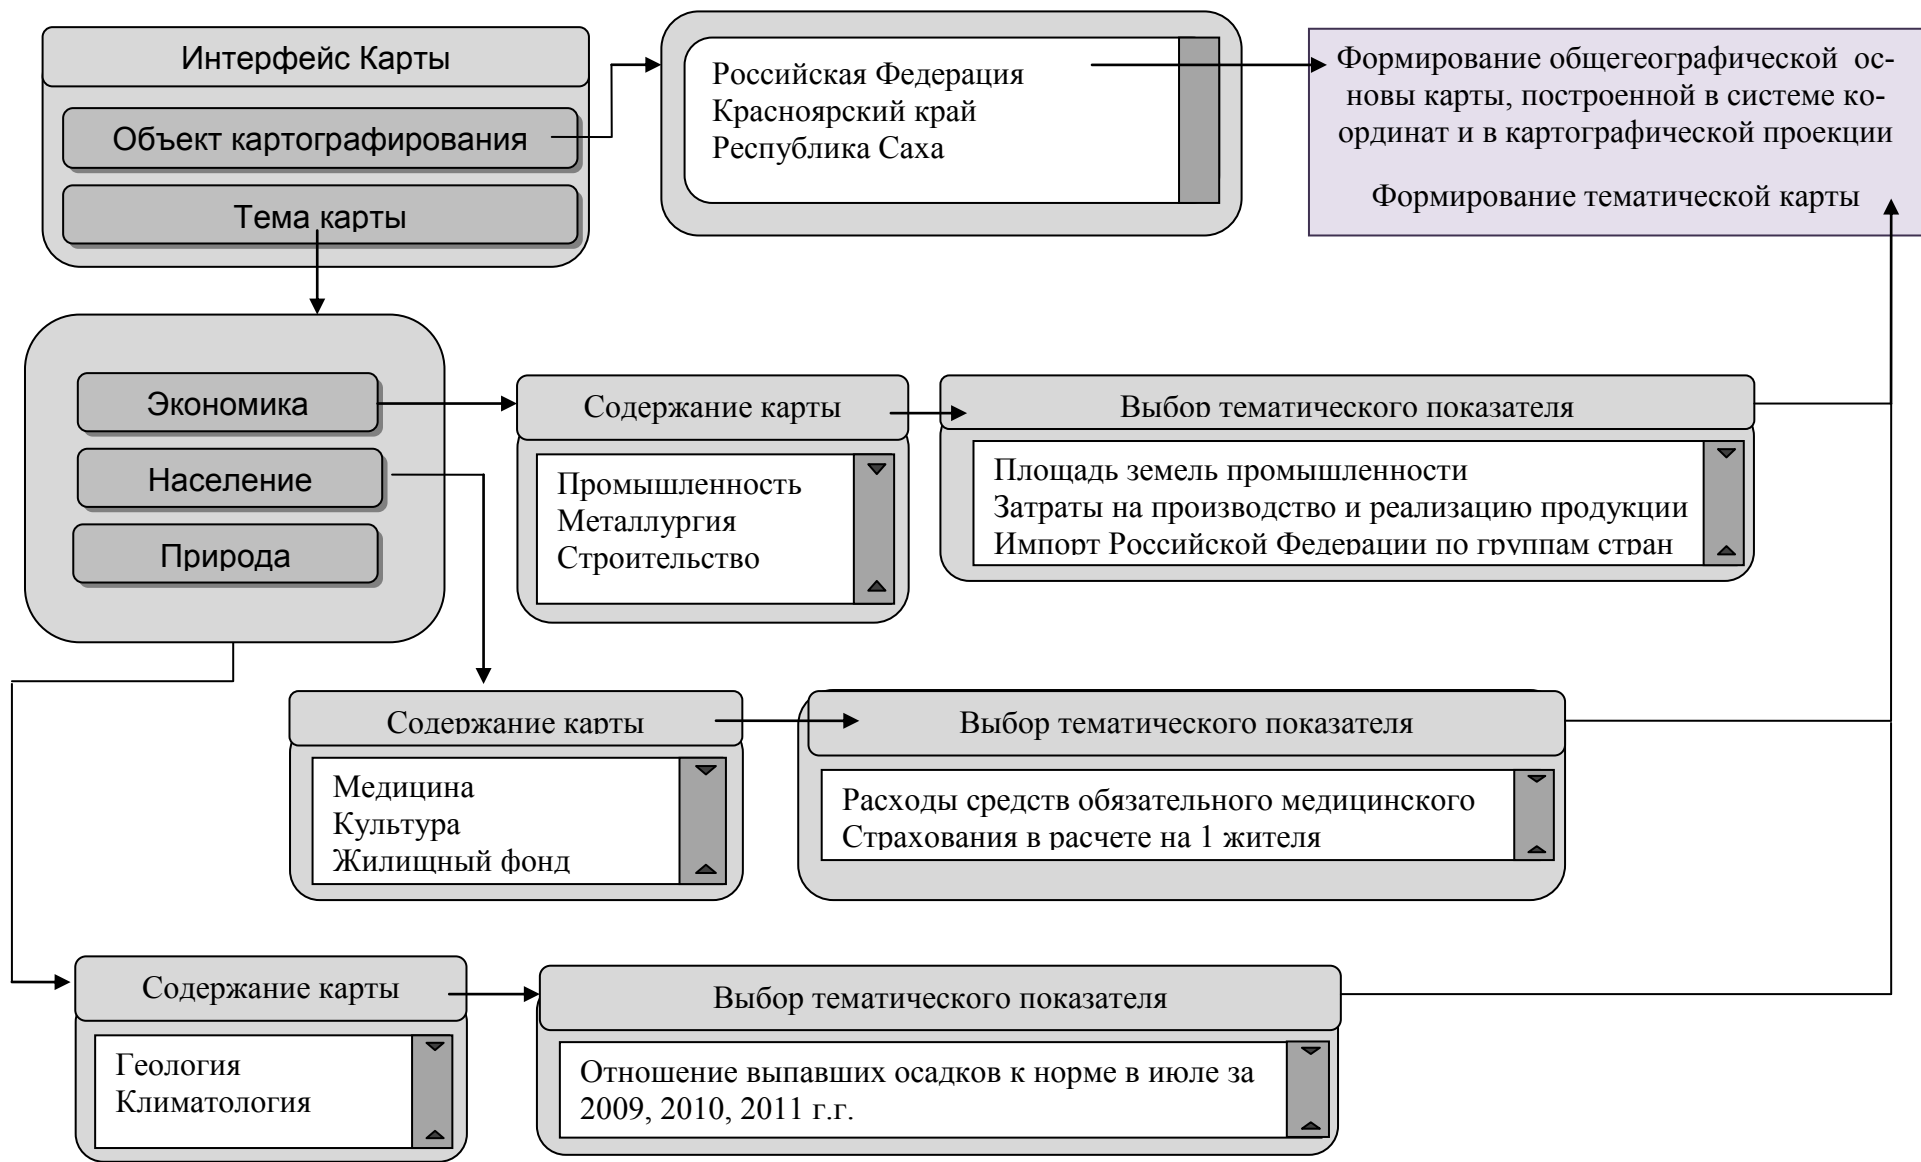 Интерфейс Карты
Объект картографирования
Тема карты
Российская Федерация
Красноярский край
Республика Саха
Формирование общегеографической ос-
новы карты, построенной в системе ко-
ординат и в картографической проекции
Формирование тематической карты
Экономика
Население
Природа
Содержание карты
Промышленность
Металлургия
Строительство
Выбор тематического показателя
Площадь земель промышленности
Затраты на производство и реализацию продукции
Импорт Российской Федерации по группам стран
Содержание карты
Медицина
Культура
Жилищный фонд
Выбор тематического показателя
Расходы средств обязательного медицинского
Страхования в расчете на 1 жителя
Содержание карты
Геология
Климатология
Выбор тематического показателя
Отношение выпавших осадков к норме в июле за
2009, 2010, 2011 г.г.